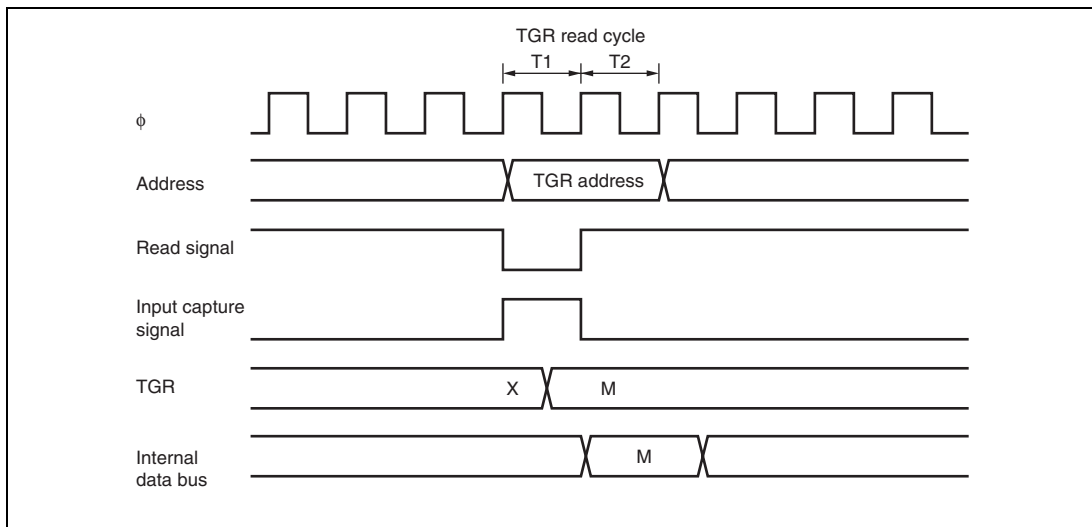 TGR read cycle
T1 T2
ϕ
Address
TGR address
Read signal
Input capture
signal
TGR
X M
Internal
data bus
M